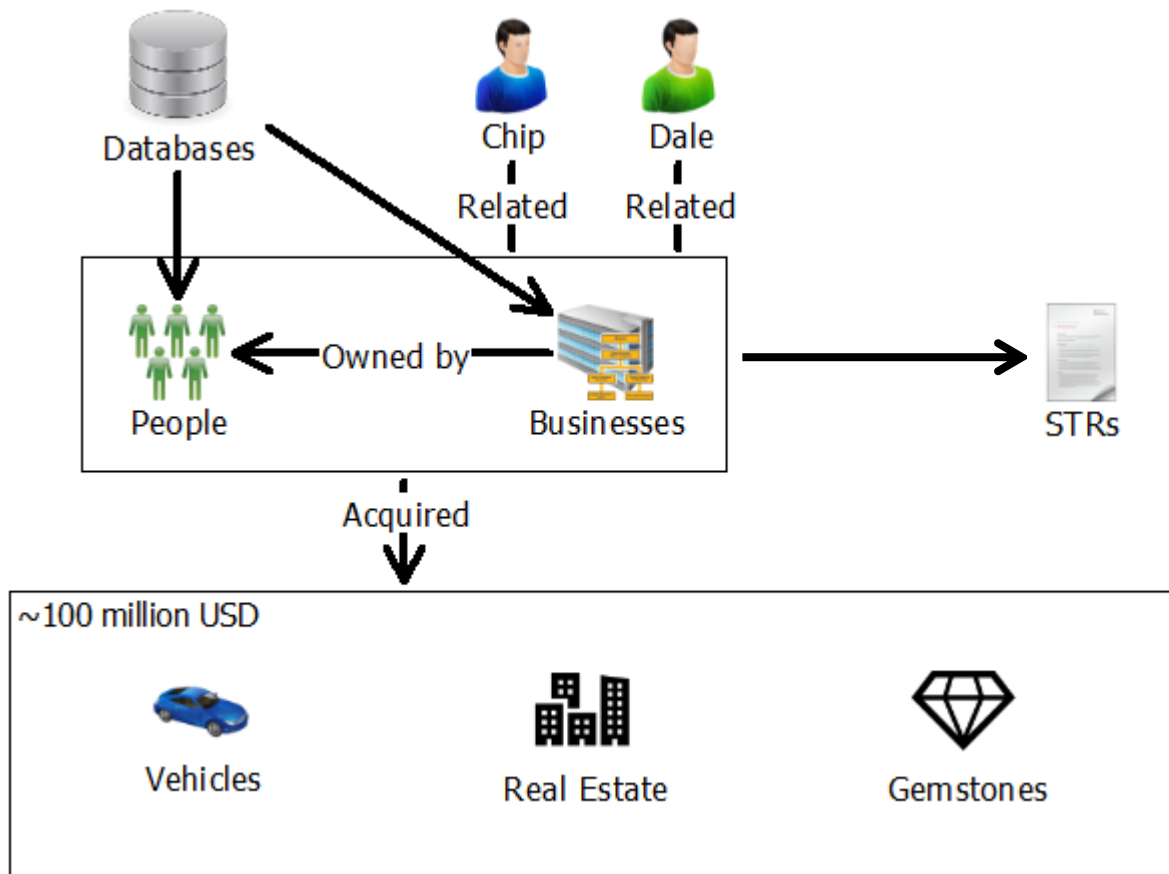 Databases
Chip
Dale
Related
Related
People
Owned by
Businesses
STRs
Acquired
~100 million USD
Vehicles
Real Estate
Gemstones